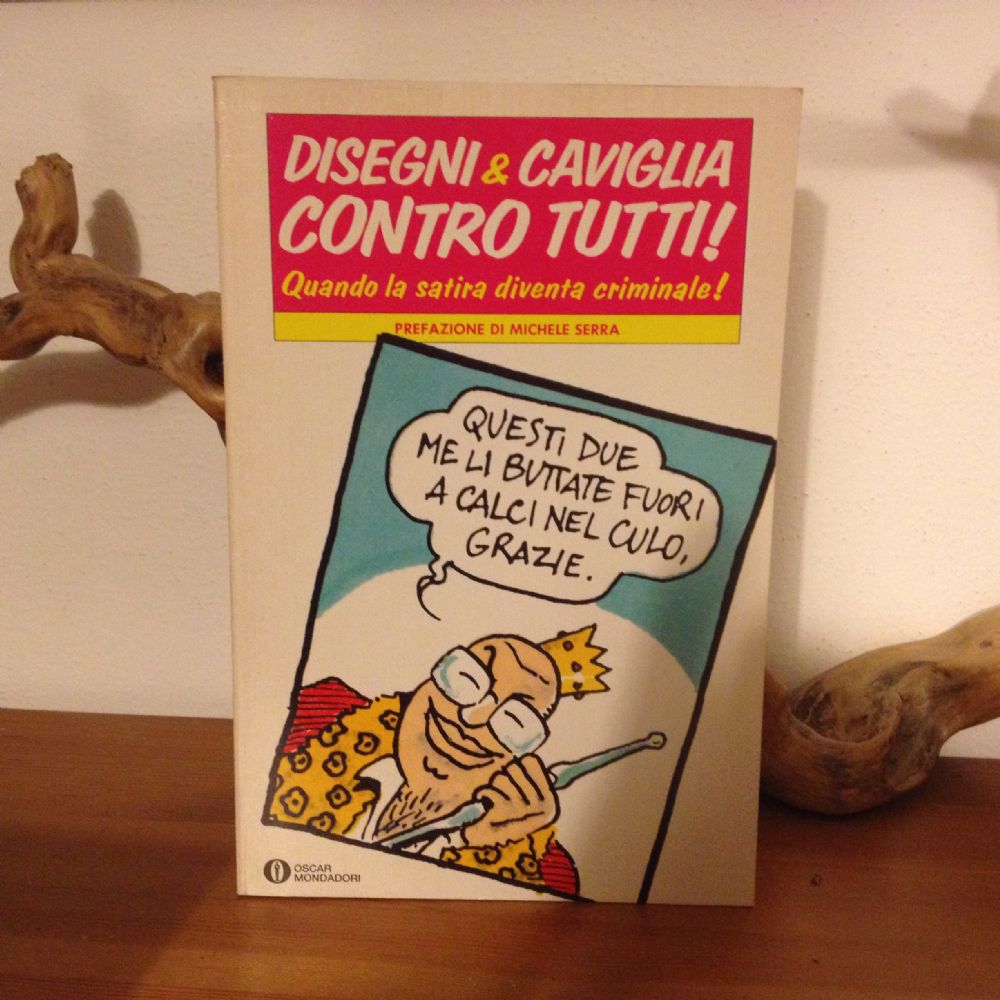 DISEGNI & CAVIGLIA
CONTRO TUTTI!
Quando la satira diventa criminale!
PREFAZIONE DI MICHELE SERRA
QUESTI DUE
ME LI BUTTATE FUORI
A CALCI NEL CULO,
GRAZIE.
OSCAR
MONDADORI